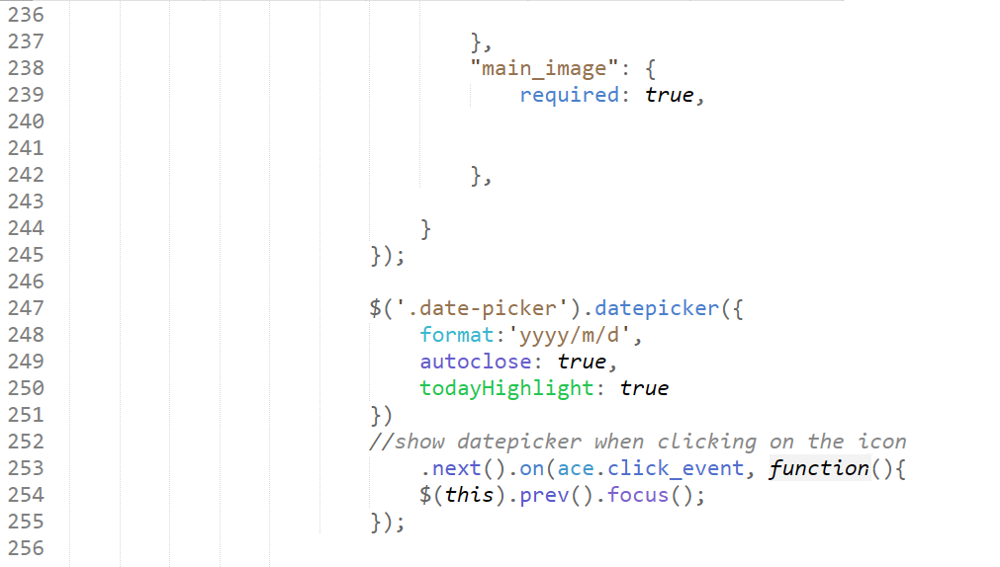 236
237 },
238 "main_image": {
239 required: true,
240
241
242 },
243
244 }
245 });
246
247 $('.date-picker').datepicker({
248 format:'yyyy/m/d',
249 autoclose: true,
250 todayHighlight: true
251 })
252 //show datepicker when clicking on the icon
253 .next().on(ace.click_event, function(){
254 $(this).prev().focus();
255 });
256